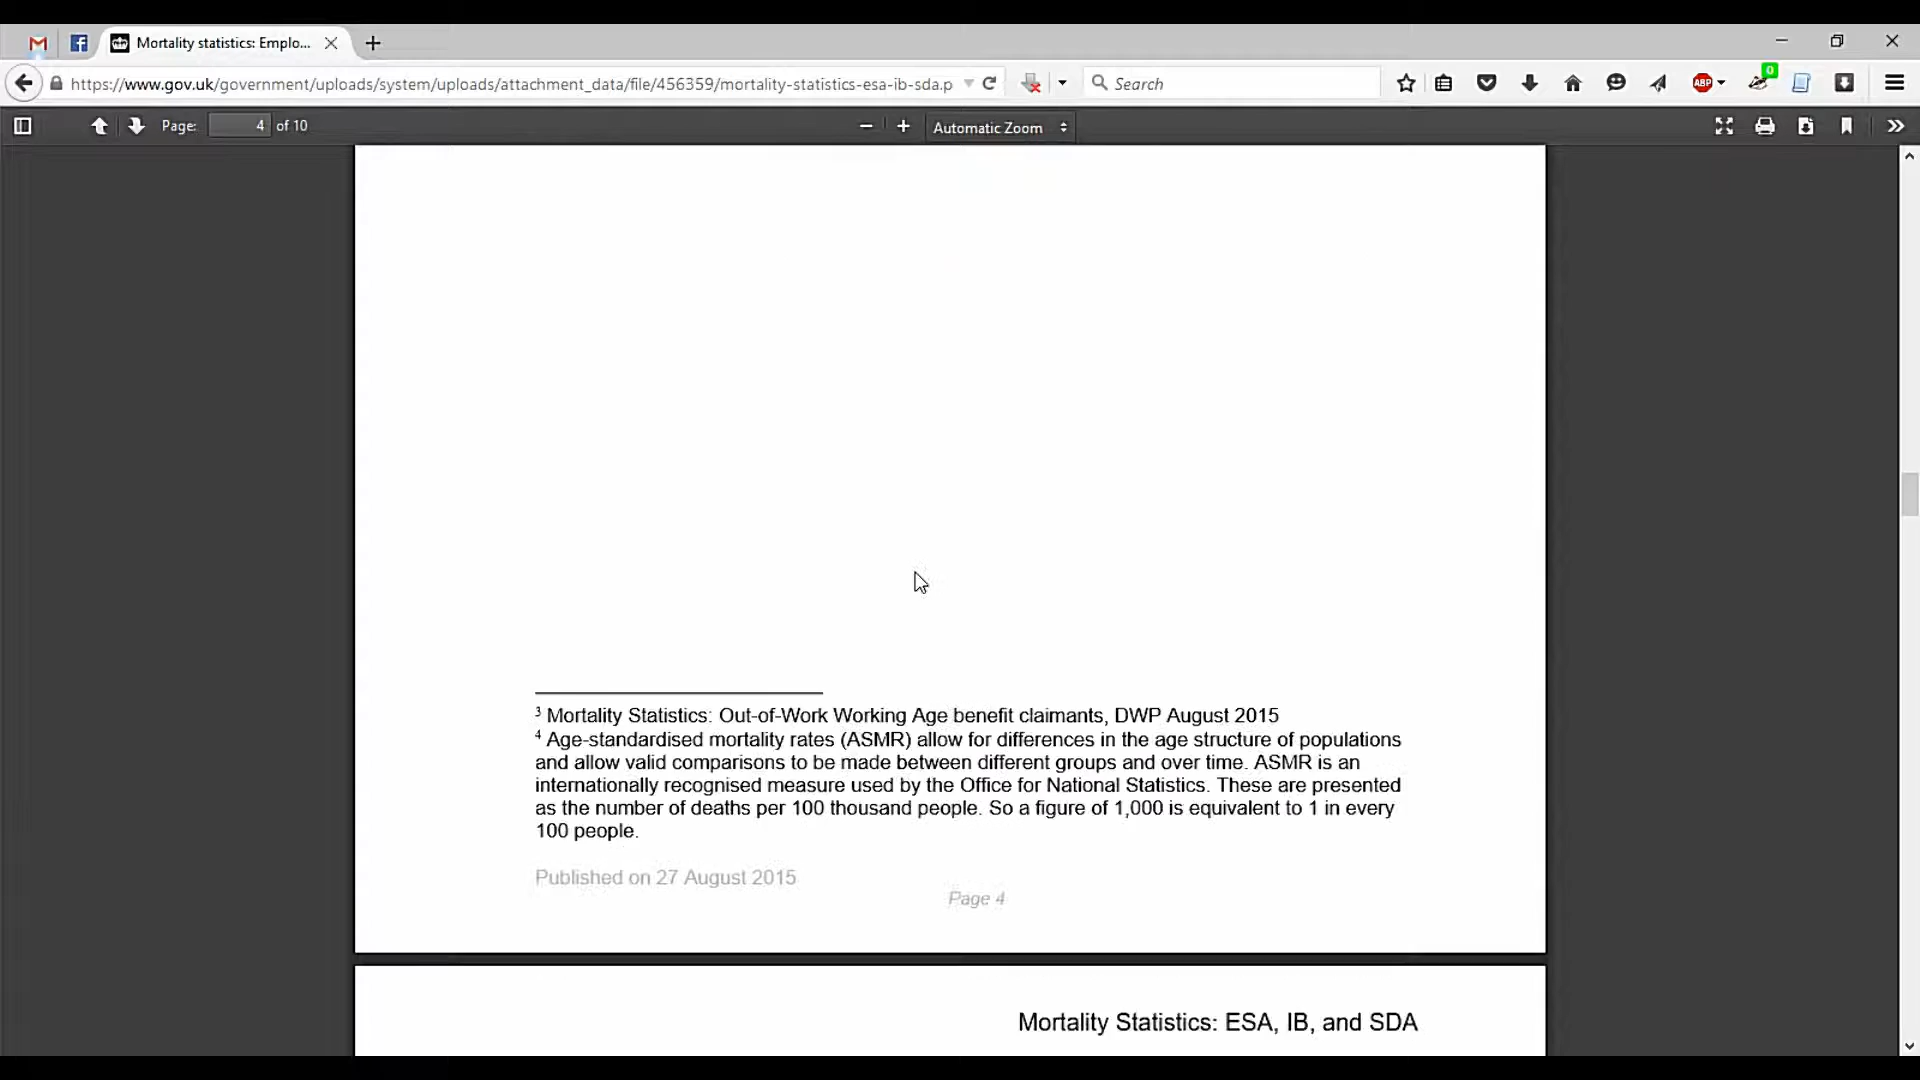 Mortality statistics: Emplo...
https://www.gov.uk/government/uploads/system/uploads/attachment_data/file/456359/mortality-statistics-esa-ib-sda.p
Search
ABP
0
Page: 4 of 10
Automatic Zoom
3 Mortality Statistics: Out-of-Work Working Age benefit claimants, DWP August 2015
4 Age-standardised mortality rates (ASMR) allow for differences in the age structure of populations
and allow valid comparisons to be made between different groups and over time. ASMR is an
internationally recognised measure used by the Office for National Statistics. These are presented
as the number of deaths per 100 thousand people. So a figure of 1,000 is equivalent to 1 in every
100 people.
Published on 27 August 2015
Page 4
Mortality Statistics: ESA, IB, and SDA